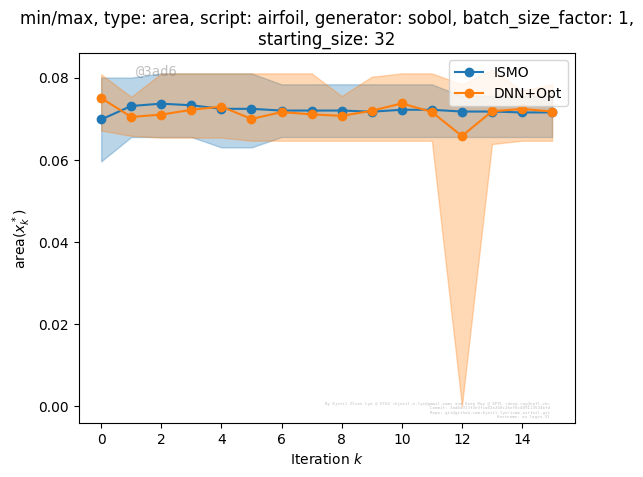 min/max, type: area, script: airfoil, generator: sobol, batch_size_factor: 1,
starting_size: 32
@3ad6
ISMO
DNN+Opt
0.08
0.06
0.04
0.02
0.00
area(x_k^*)
0 2 4 6 8 10 12 14
Iteration k